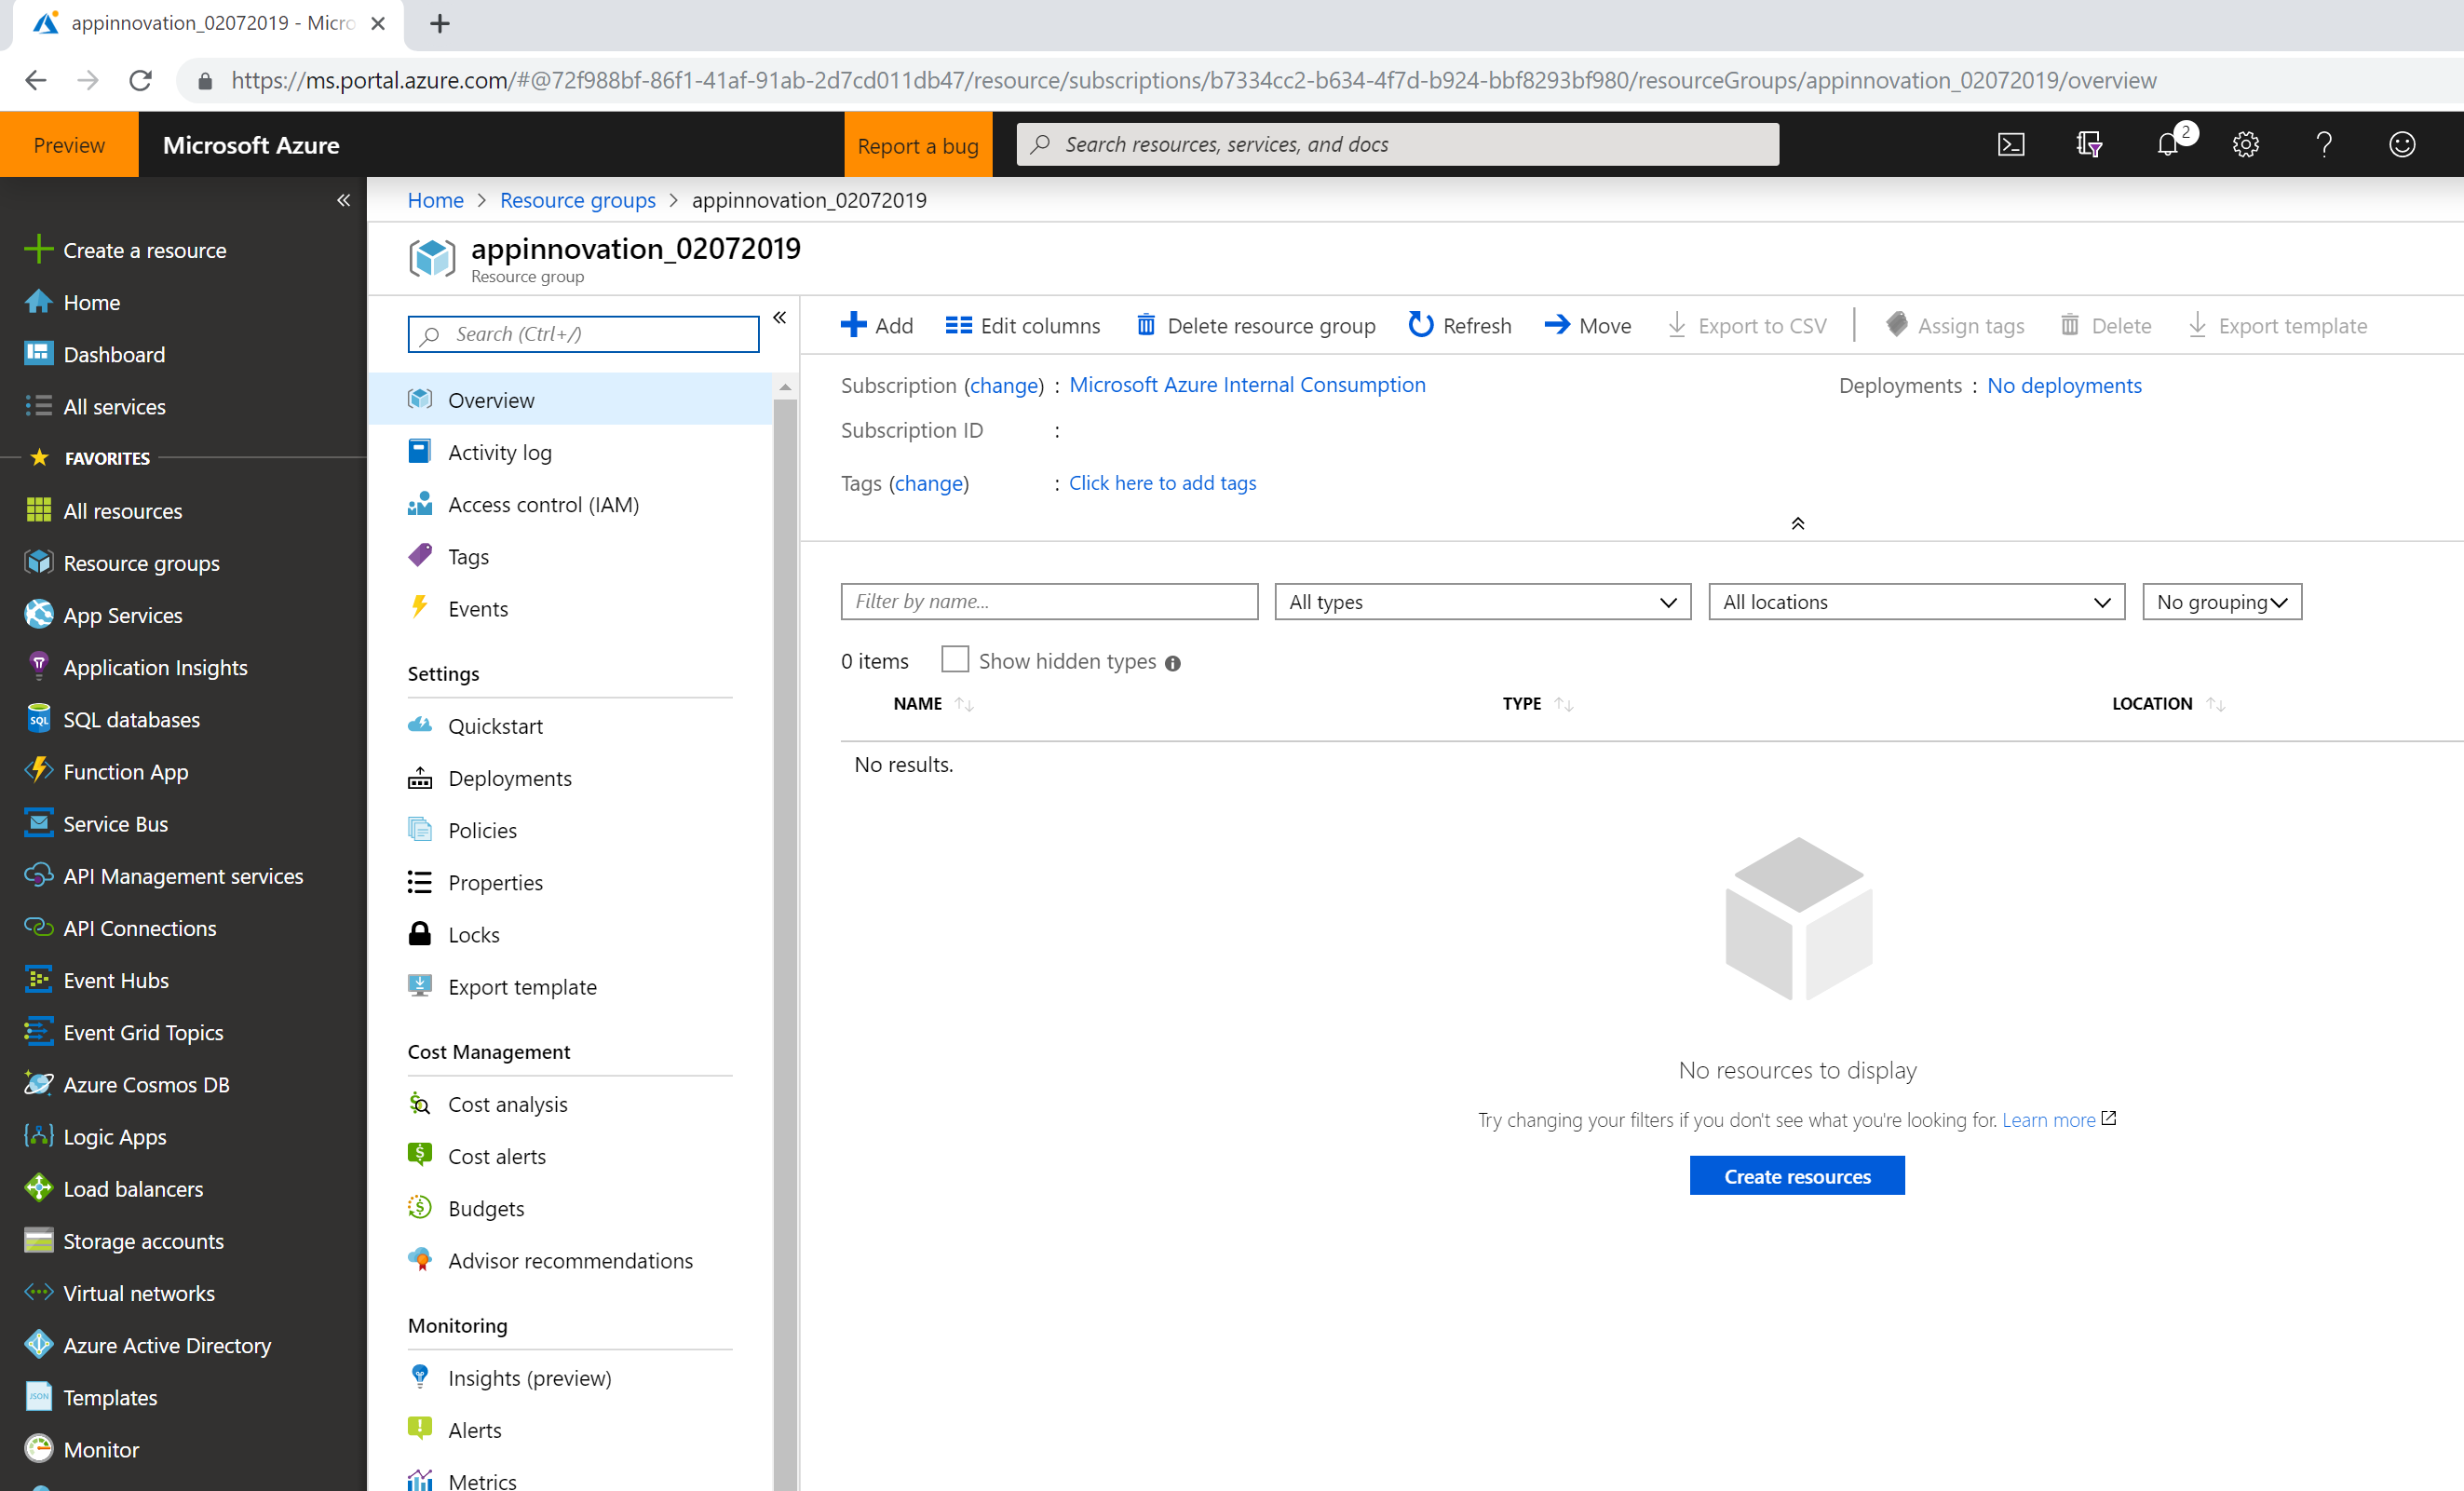 appinnovation_02072019 - Micro
https://ms.portal.azure.com/#@72f988bf-86f1-41af-91ab-2d7cd011db47/resource/subscriptions/b7334cc2-b634-4f7d-b924-bbf8293bf980/resourceGroups/appinnovation_02072019/overview
Preview Microsoft Azure Report a bug Search resources, services, and docs 2
Home > Resource groups > appinnovation_02072019
appinnovation_02072019
Resource group
Create a resource
Home
Dashboard
All services
FAVORITES
All resources
Resource groups
App Services
Application Insights
SQL
SQL databases
Function App
Service Bus
API Management services
API Connections
Event Hubs
Event Grid Topics
Azure Cosmos DB
Logic Apps
Load balancers
Storage accounts
Virtual networks
Azure Active Directory
JSON
Templates
Monitor
Search (Ctrl+/)
Overview
Activity log
Access control (IAM)
Tags
Events
Settings
Quickstart
Deployments
Policies
Properties
Locks
Export template
Cost Management
Cost analysis
Cost alerts
Budgets
Advisor recommendations
Monitoring
Insights (preview)
Alerts
Metrics
Add Edit columns Delete resource group Refresh Move Export to CSV Assign tags Delete Export template
Subscription (change) : Microsoft Azure Internal Consumption Deployments : No deployments
Subscription ID :
Tags (change) : Click here to add tags
Filter by name... All types All locations No grouping
0 items Show hidden types
NAME TYPE LOCATION
No results.
No resources to display
Try changing your filters if you don't see what you're looking for. Learn more
Create resources